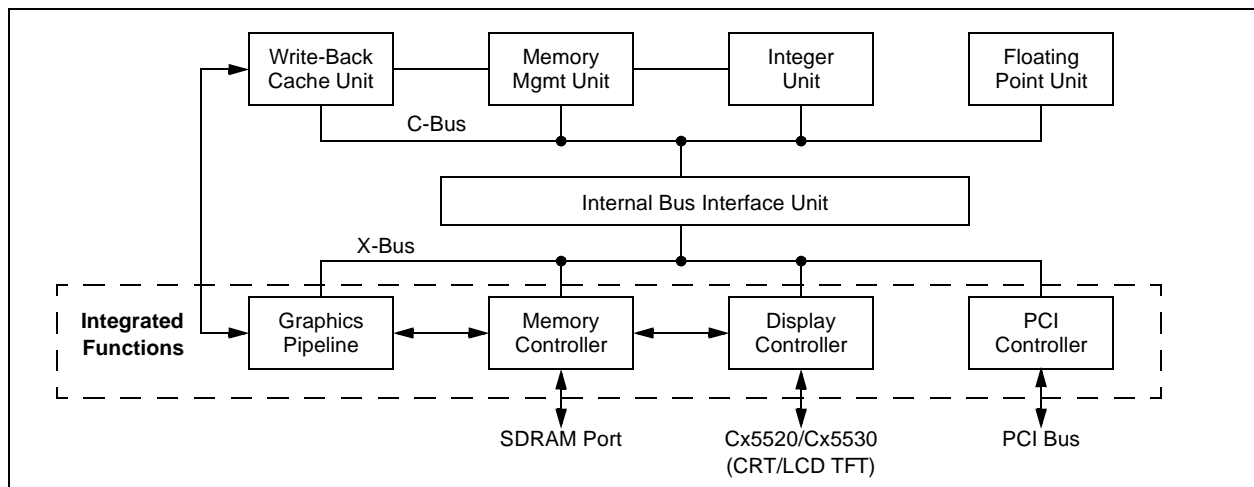 Write-Back
Cache Unit
Memory
Mgmt Unit
Integer
Unit
Floating
Point Unit
C-Bus
Internal Bus Interface Unit
X-Bus
Integrated
Functions
Graphics
Pipeline
Memory
Controller
Display
Controller
PCI
Controller
SDRAM Port
Cx5520/Cx5530
(CRT/LCD TFT)
PCI Bus